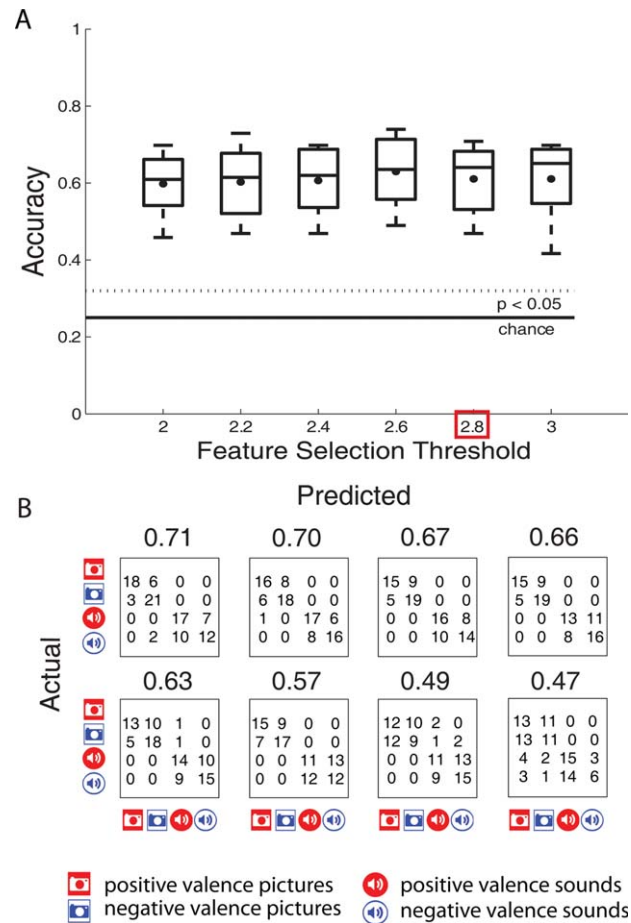 A
1
0.8
0.6
0.4
0.2
0
Accuracy
p < 0.05
chance
2 2.2 2.4 2.6 2.8 3
Feature Selection Threshold
Predicted
B
0.71 0.70 0.67 0.66
18 6 0 0 16 8 0 0 15 9 0 0 15 9 0 0
3 21 0 0 6 18 0 0 5 19 0 0 5 19 0 0
0 0 17 7 1 0 17 6 0 0 16 8 0 0 13 11
0 2 10 12 0 0 8 16 0 0 10 14 0 0 8 16
Actual
0.63 0.57 0.49 0.47
13 10 1 0 15 9 0 0 12 10 2 0 13 11 0 0
5 18 1 0 7 17 0 0 12 9 1 2 13 11 0 0
0 0 14 10 0 0 11 13 0 0 11 13 4 2 15 3
0 0 9 15 0 0 12 12 0 0 9 15 3 1 14 6
positive valence pictures positive valence sounds
negative valence pictures negative valence sounds